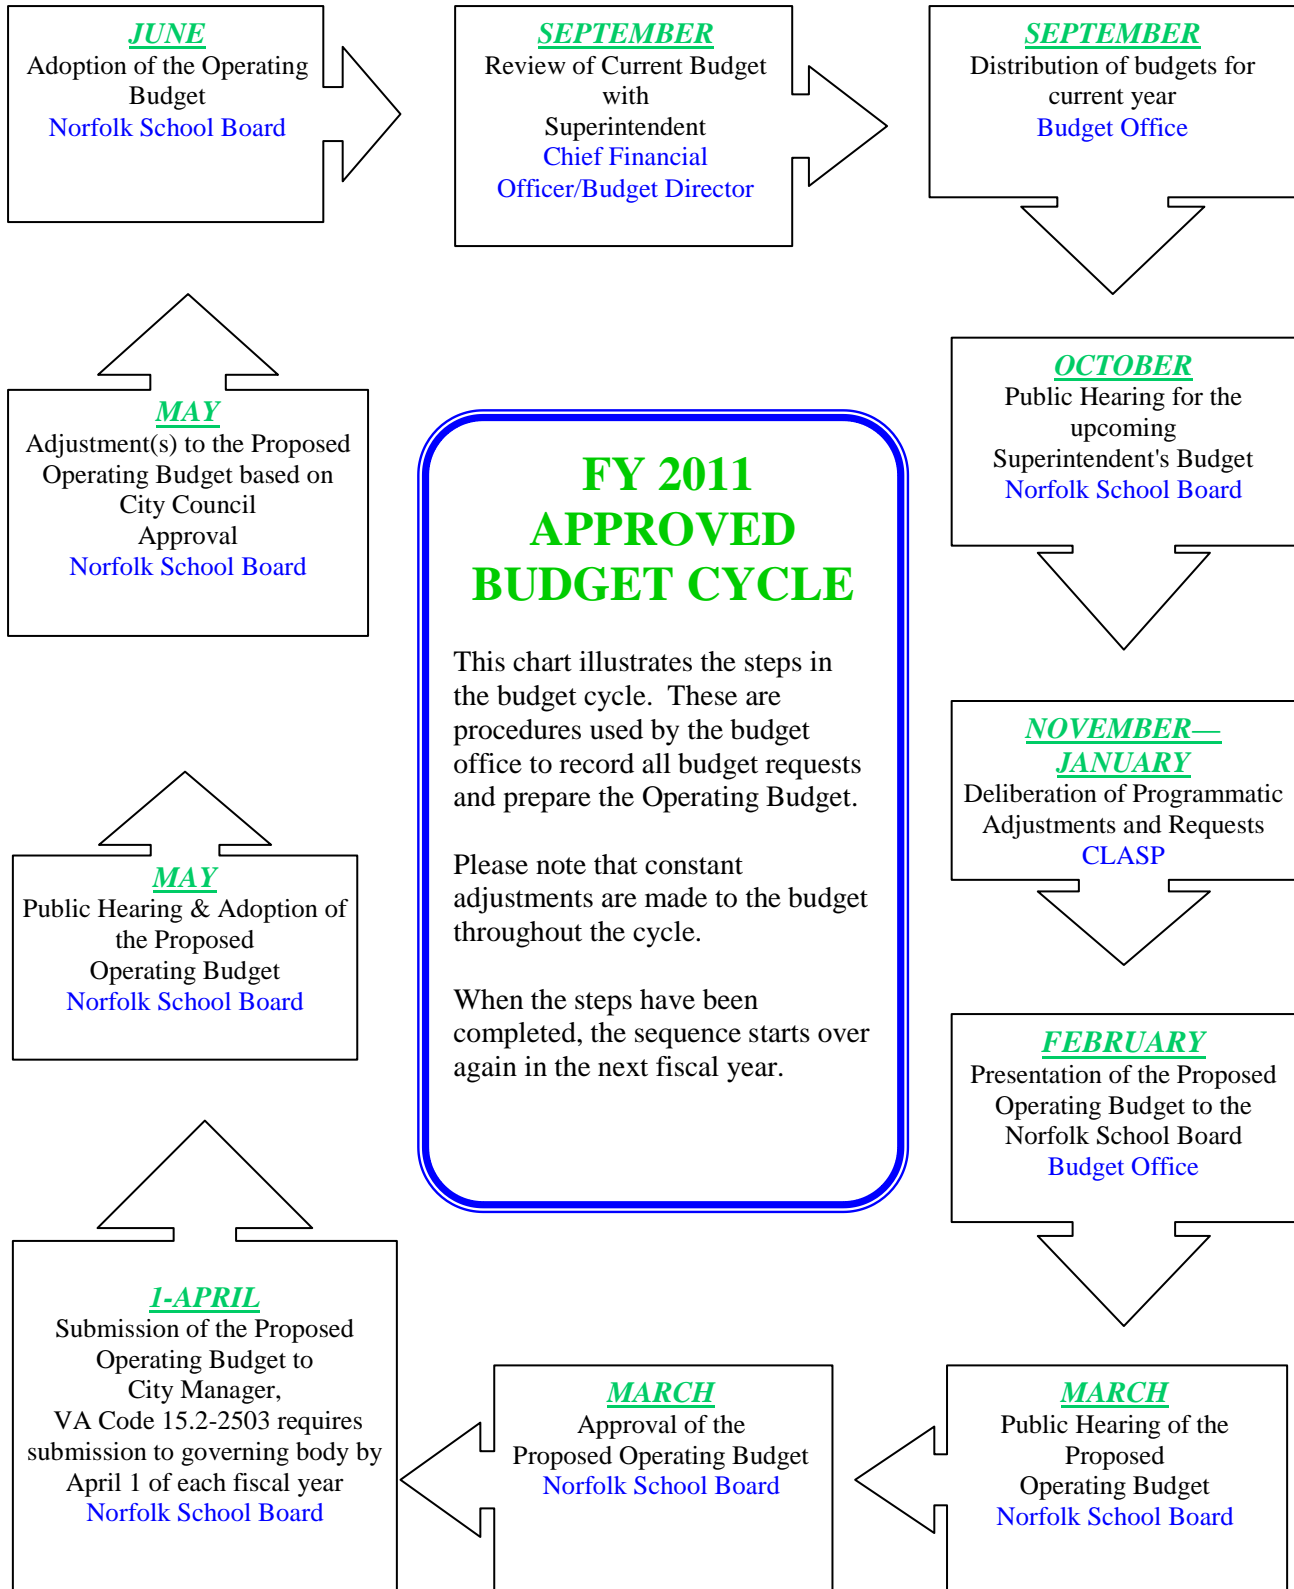 JUNE
Adoption of the Operating
Budget
Norfolk School Board
SEPTEMBER
Review of Current Budget
with
Superintendent
Chief Financial
Officer/Budget Director
SEPTEMBER
Distribution of budgets for
current year
Budget Office
OCTOBER
Public Hearing for the
upcoming
Superintendent's Budget
Norfolk School Board
NOVEMBER—
JANUARY
Deliberation of Programmatic
Adjustments and Requests
CLASP
FEBRUARY
Presentation of the Proposed
Operating Budget to the
Norfolk School Board
Budget Office
MARCH
Public Hearing of the
Proposed
Operating Budget
Norfolk School Board
MARCH
Approval of the
Proposed Operating Budget
Norfolk School Board
1-APRIL
Submission of the Proposed
Operating Budget to
City Manager,
VA Code 15.2-2503 requires
submission to governing body by
April 1 of each fiscal year
Norfolk School Board
MAY
Public Hearing & Adoption of
the Proposed
Operating Budget
Norfolk School Board
MAY
Adjustment(s) to the Proposed
Operating Budget based on
City Council
Approval
Norfolk School Board
FY 2011
APPROVED
BUDGET CYCLE
This chart illustrates the steps in
the budget cycle.  These are
procedures used by the budget
office to record all budget requests
and prepare the Operating Budget.
Please note that constant
adjustments are made to the budget
throughout the cycle.
When the steps have been
completed, the sequence starts over
again in the next fiscal year.